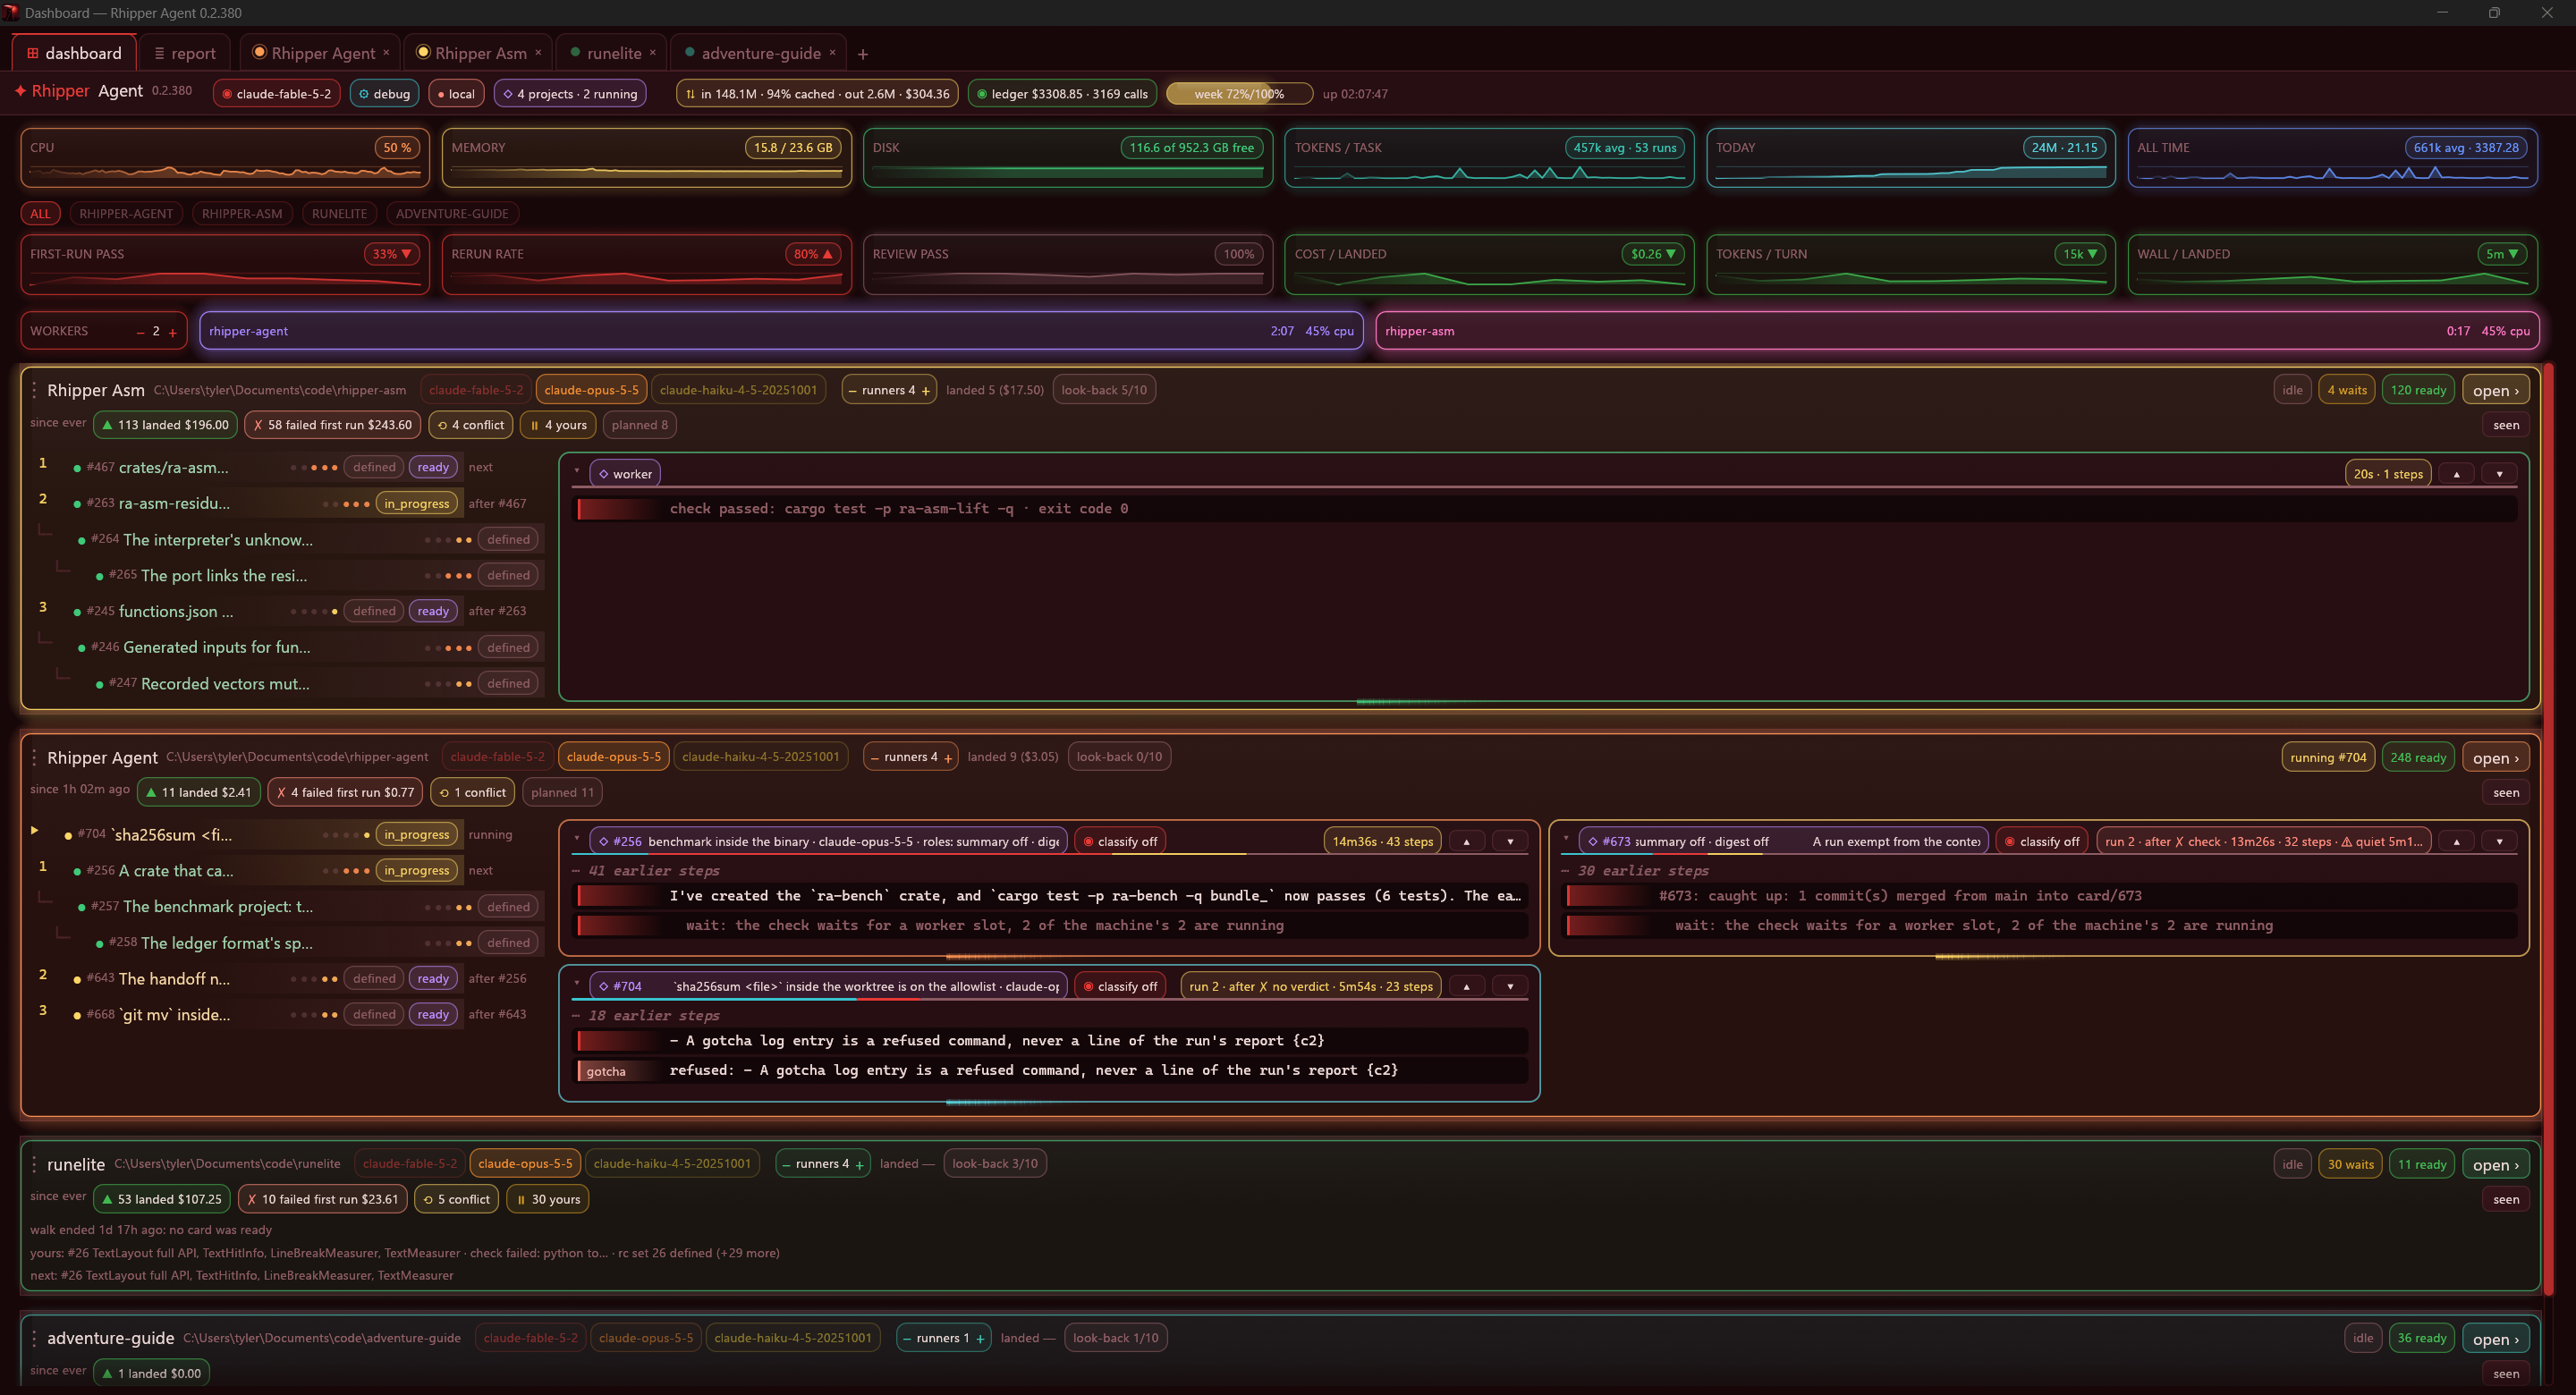 Dashboard — Rhipper Agent 0.2.380
dashboard report Rhipper Agent × Rhipper Asm × runelite × adventure-guide × +
Rhipper Agent 0.2.380 claude-fable-5-2 debug local 4 projects · 2 running in 148.1M · 94% cached · out 2.6M · $304.36 ledger $3308.85 · 3169 calls week 72%/100% up 02:07:47
CPU 50 % MEMORY 15.8 / 23.6 GB DISK 116.6 of 952.3 GB free TOKENS / TASK 457k avg · 53 runs TODAY 24M · 21.15 ALL TIME 661k avg · 3387.28
ALL RHIPPER-AGENT RHIPPER-ASM RUNELITE ADVENTURE-GUIDE
FIRST-RUN PASS 33% ▼ RERUN RATE 80% ▲ REVIEW PASS 100% COST / LANDED $0.26 ▼ TOKENS / TURN 15k ▼ WALL / LANDED 5m ▼
WORKERS − 2 + rhipper-agent 2:07 45% cpu rhipper-asm 0:17 45% cpu
Rhipper Asm C:\Users\tyler\Documents\code\rhipper-asm claude-fable-5-2 claude-opus-5-5 claude-haiku-4-5-20251001 − runners 4 + landed 5 ($17.50) look-back 5/10 idle 4 waits 120 ready open ›
since ever ▲ 113 landed $196.00 ✗ 58 failed first run $243.60 ⟲ 4 conflict ⏸ 4 yours planned 8 seen
1 #467 crates/ra-asm... defined ready next
2 #263 ra-asm-residu... in_progress after #467
#264 The interpreter's unknow... defined
#265 The port links the resi... defined
3 #245 functions.json ... defined ready after #263
#246 Generated inputs for fun... defined
#247 Recorded vectors mut... defined
▾ ◇ worker 20s · 1 steps ▲ ▼
check passed: cargo test -p ra-asm-lift -q · exit code 0
Rhipper Agent C:\Users\tyler\Documents\code\rhipper-agent claude-fable-5-2 claude-opus-5-5 claude-haiku-4-5-20251001 − runners 4 + landed 9 ($3.05) look-back 0/10 running #704 248 ready open ›
since 1h 02m ago ▲ 11 landed $2.41 ✗ 4 failed first run $0.77 ⟲ 1 conflict planned 11 seen
▶ #704 `sha256sum <fi... in_progress running
1 #256 A crate that ca... in_progress next
#257 The benchmark project: t... defined
#258 The ledger format's sp... defined
2 #643 The handoff n... defined ready after #256
3 #668 `git mv` inside... defined ready after #643
▾ ◇ #256 benchmark inside the binary · claude-opus-5-5 · roles: summary off · dige classify off 14m36s · 43 steps ▲ ▼
⋯ 41 earlier steps
I've created the `ra-bench` crate, and `cargo test -p ra-bench -q bundle_` now passes (6 tests). The ea…
wait: the check waits for a worker slot, 2 of the machine's 2 are running
▾ ◇ #673 summary off · digest off A run exempt from the contex classify off run 2 · after ✗ check · 13m26s · 32 steps · ⚠ quiet 5m1... ▲ ▼
⋯ 30 earlier steps
#673: caught up: 1 commit(s) merged from main into card/673
wait: the check waits for a worker slot, 2 of the machine's 2 are running
▾ ◇ #704 `sha256sum <file>` inside the worktree is on the allowlist · claude-op classify off run 2 · after ✗ no verdict · 5m54s · 23 steps ▲ ▼
⋯ 18 earlier steps
− A gotcha log entry is a refused command, never a line of the run's report {c2}
gotcha refused: − A gotcha log entry is a refused command, never a line of the run's report {c2}
runelite C:\Users\tyler\Documents\code\runelite claude-fable-5-2 claude-opus-5-5 claude-haiku-4-5-20251001 − runners 4 + landed — look-back 3/10 idle 30 waits 11 ready open ›
since ever ▲ 53 landed $107.25 ✗ 10 failed first run $23.61 ⟲ 5 conflict ⏸ 30 yours seen
walk ended 1d 17h ago: no card was ready
yours: #26 TextLayout full API, TextHitInfo, LineBreakMeasurer, TextMeasurer · check failed: python to... · rc set 26 defined (+29 more)
next: #26 TextLayout full API, TextHitInfo, LineBreakMeasurer, TextMeasurer
adventure-guide C:\Users\tyler\Documents\code\adventure-guide claude-fable-5-2 claude-opus-5-5 claude-haiku-4-5-20251001 − runners 1 + landed — look-back 1/10 idle 36 ready open ›
since ever ▲ 1 landed $0.00 seen